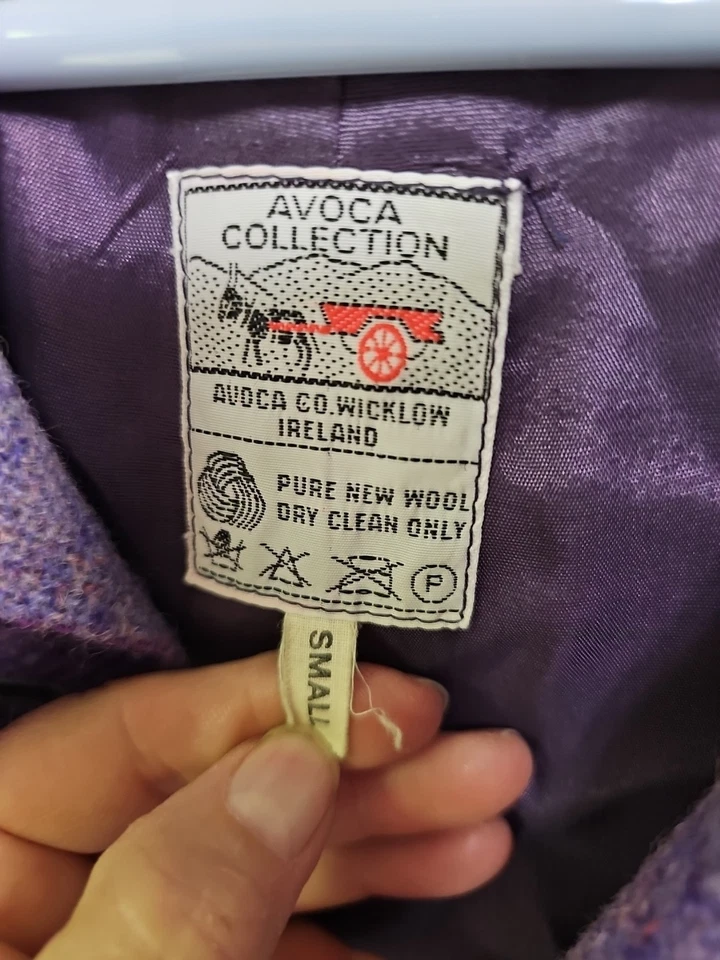 AVOCA
COLLECTION
AVOCA CO.WICKLOW
IRELAND
PURE NEW WOOL
DRY CLEAN ONLY
P
SMALL